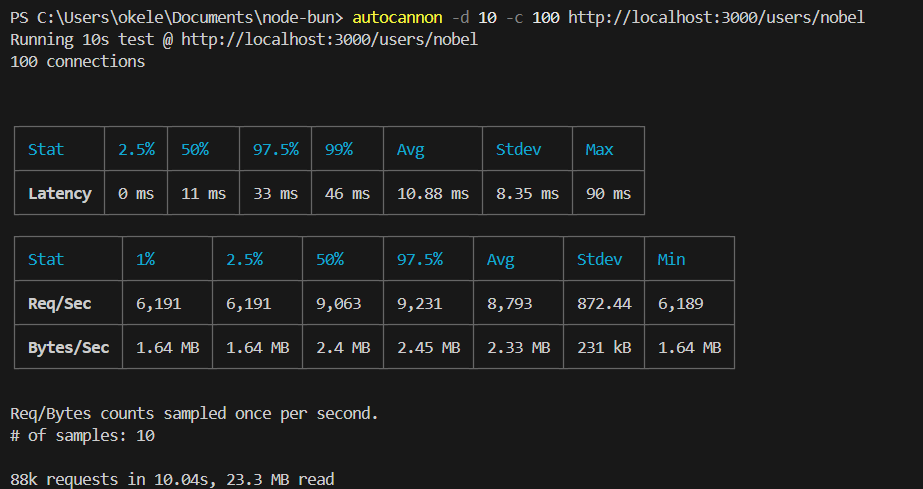 PS C:\Users\okele\Documents\node-bun> autocannon -d 10 -c 100 http://localhost:3000/users/nobel
Running 10s test @ http://localhost:3000/users/nobel
100 connections
Stat 2.5% 50% 97.5% 99% Avg Stdev Max
Latency 0 ms 11 ms 33 ms 46 ms 10.88 ms 8.35 ms 90 ms
Stat 1% 2.5% 50% 97.5% Avg Stdev Min
Req/Sec 6,191 6,191 9,063 9,231 8,793 872.44 6,189
Bytes/Sec 1.64 MB 1.64 MB 2.4 MB 2.45 MB 2.33 MB 231 kB 1.64 MB
Req/Bytes counts sampled once per second.
# of samples: 10
88k requests in 10.04s, 23.3 MB read